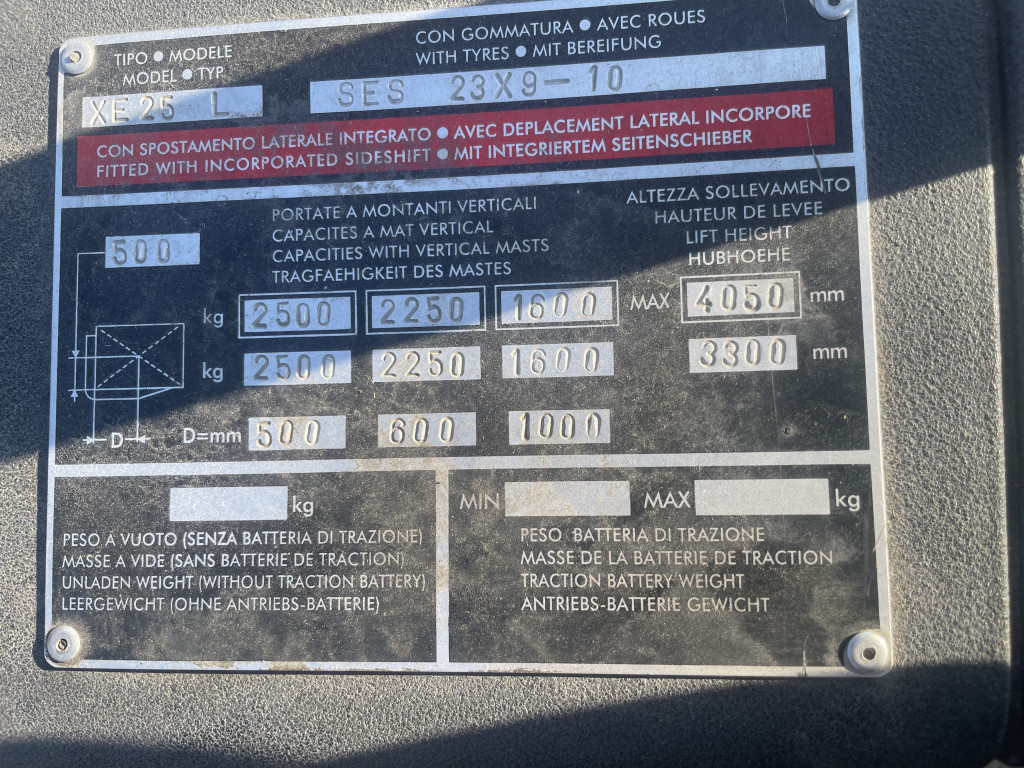 TIPO ● MODELE
MODEL ● TYP
XE25 L
CON GOMMATURA ● AVEC ROUES
WITH TYRES ● MIT BEREIFUNG
SES 23X9-10
CON SPOSTAMENTO LATERALE INTEGRATO ● AVEC DEPLACEMENT LATERAL INCORPORE
FITTED WITH INCORPORATED SIDESHIFT ● MIT INTEGRIERTEM SEITENSCHIEBER
500
PORTATE A MONTANTI VERTICALI
CAPACITES A MAT VERTICAL
CAPACITIES WITH VERTICAL MASTS
TRAGFAEHIGKEIT DES MASTES
ALTEZZA SOLLEVAMENTO
HAUTEUR DE LEVEE
LIFT HEIGHT
HUBHOEHE
kg 2500 2250 1600 MAX 4050 mm
kg 2500 2250 1600 3300 mm
D D=mm 500 600 1000
kg
PESO A VUOTO (SENZA BATTERIA DI TRAZIONE)
MASSE A VIDE (SANS BATTERIE DE TRACTION)
UNLADEN WEIGHT (WITHOUT TRACTION BATTERY)
LEERGEWICHT (OHNE ANTRIEBS-BATTERIE)
MIN MAX kg
PESO BATTERIA DI TRAZIONE
MASSE DE LA BATTERIE DE TRACTION
TRACTION BATTERY WEIGHT
ANTRIEBS-BATTERIE GEWICHT